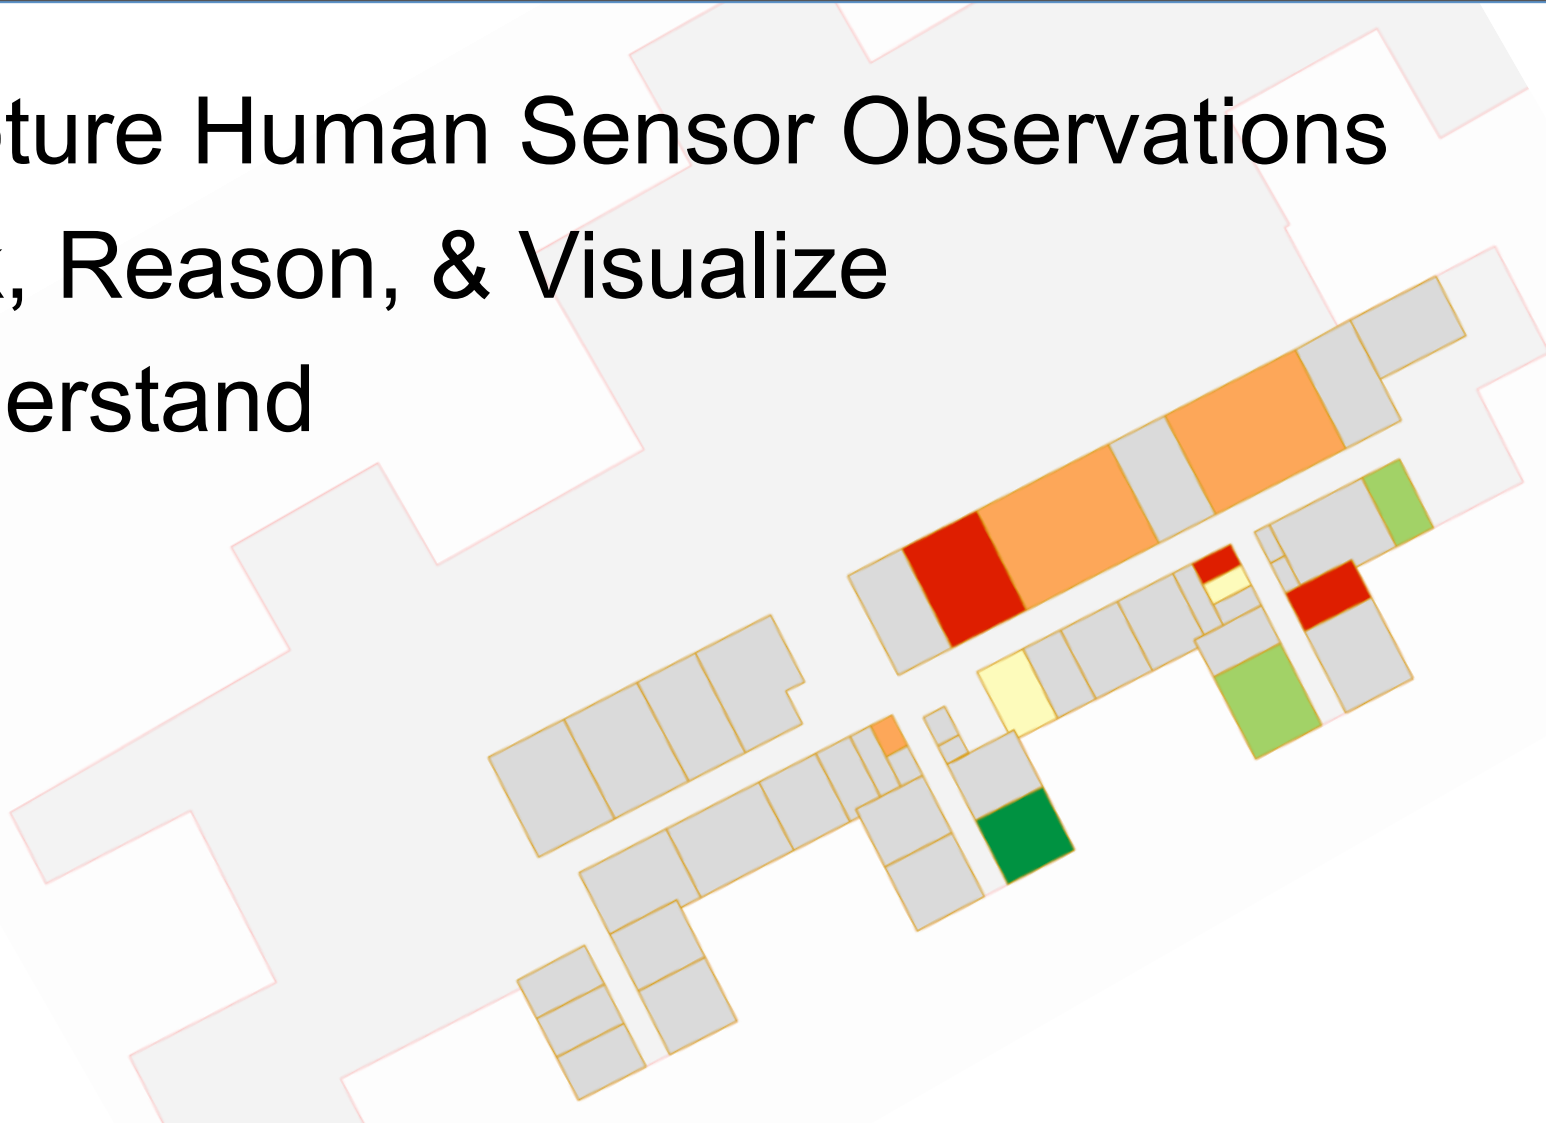 ture Human Sensor Observations
, Reason, & Visualize
erstand